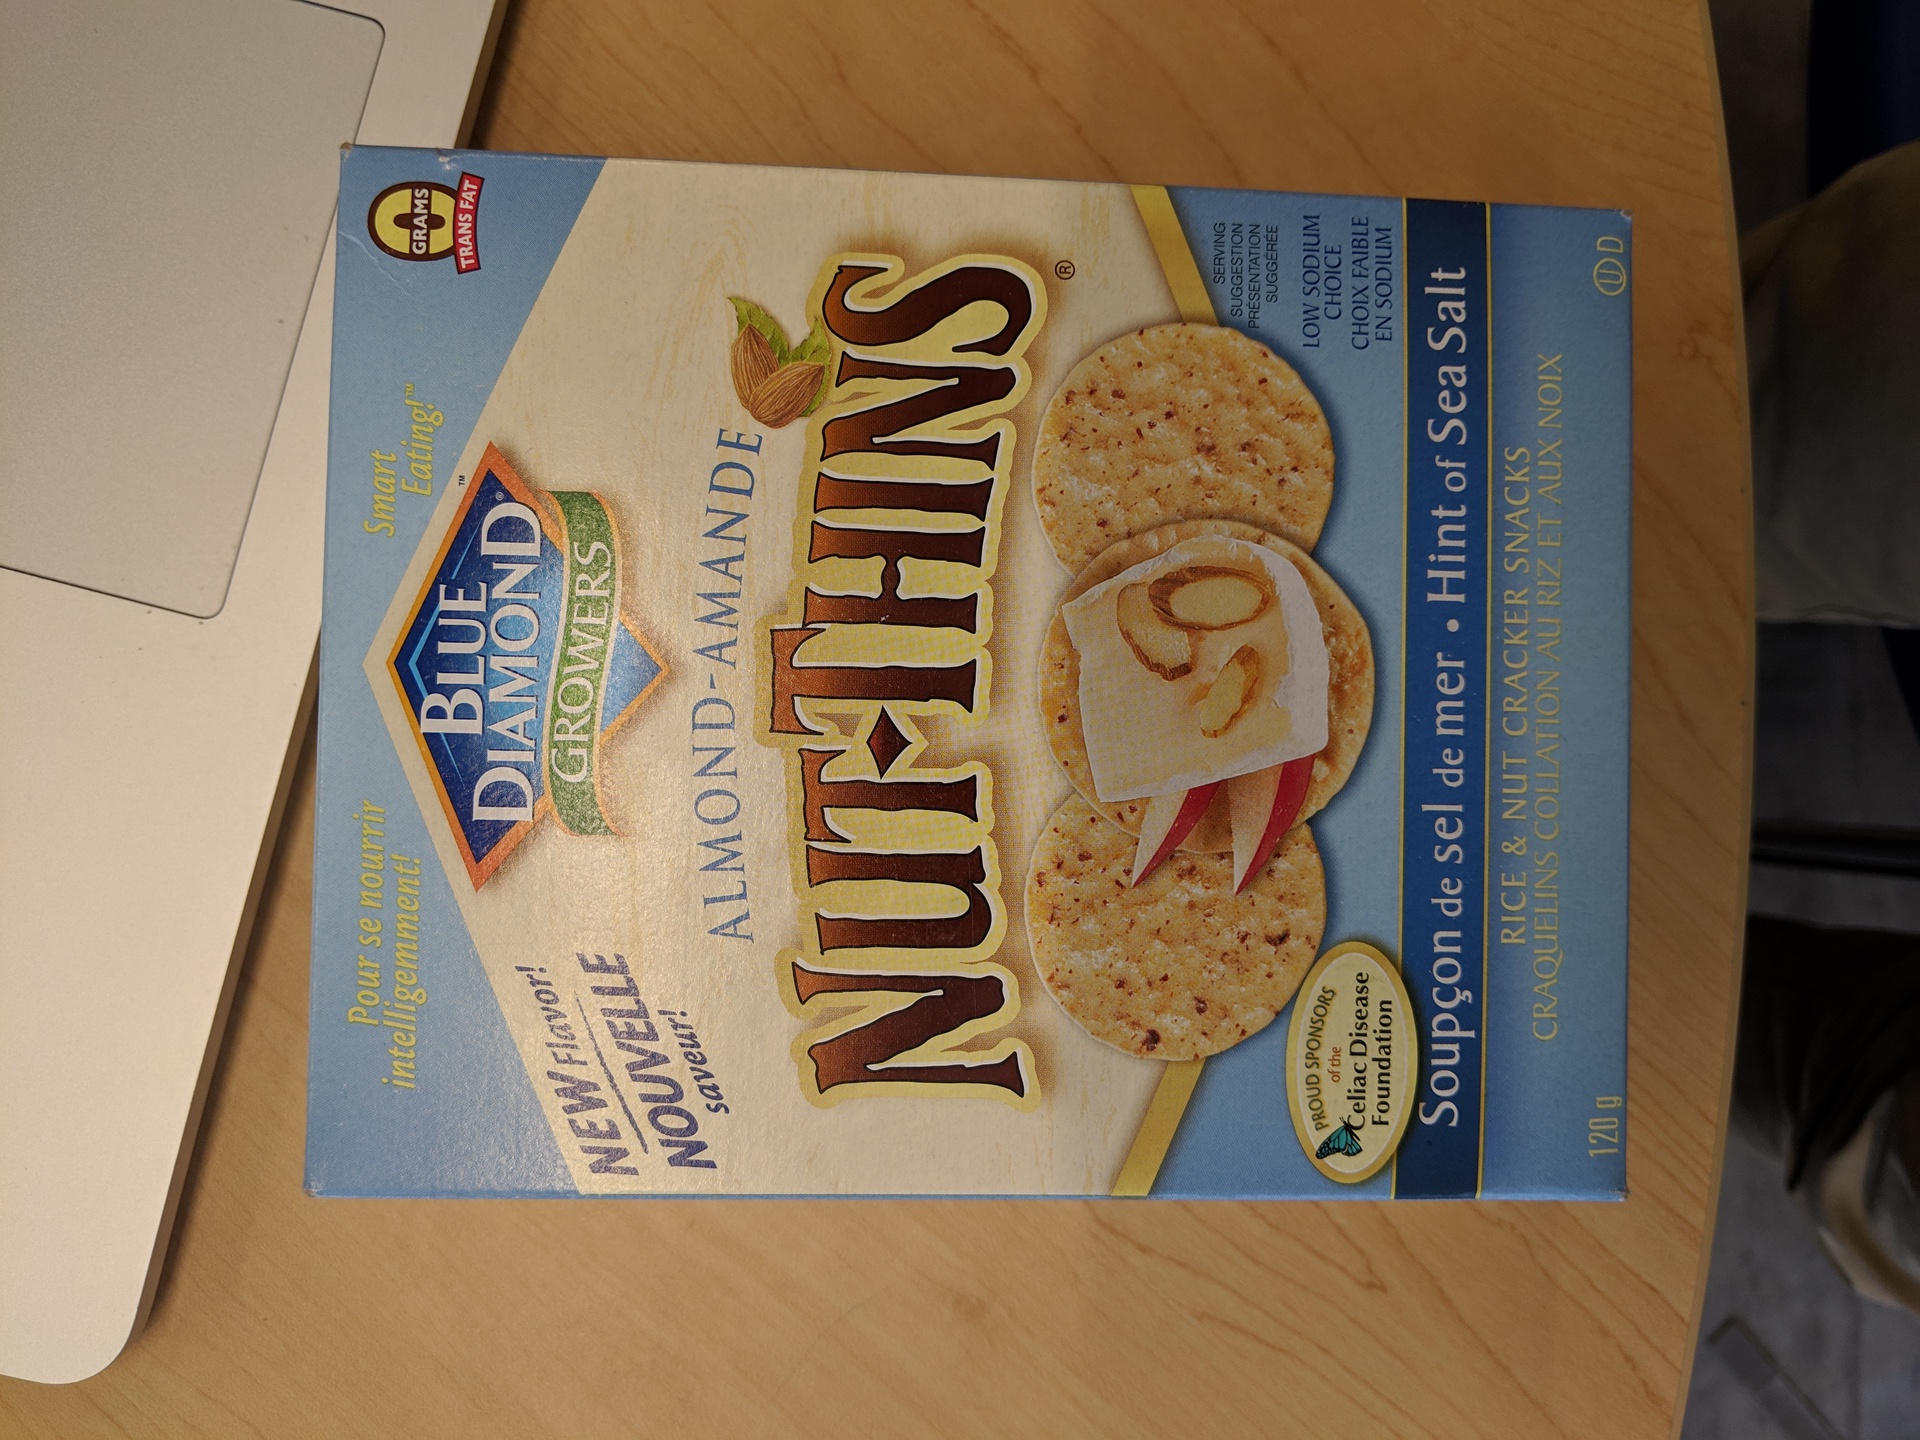 Pour se nourrir
intelligemment!
Smart
Eating!™
0
GRAMS
TRANS FAT
BLUE
DIAMOND®
™
GROWERS
NEW Flavor!
NOUVELLE
saveur!
ALMOND-AMANDE
NUT-THINS
®
SERVING
SUGGESTION
PRÉSENTATION
SUGGÉRÉE
LOW SODIUM
CHOICE
CHOIX FAIBLE
EN SODIUM
PROUD SPONSORS
of the
Celiac Disease
Foundation
Soupçon de sel de mer • Hint of Sea Salt
RICE & NUT CRACKER SNACKS
CRAQUELINS COLLATION AU RIZ ET AUX NOIX
120 g
U D